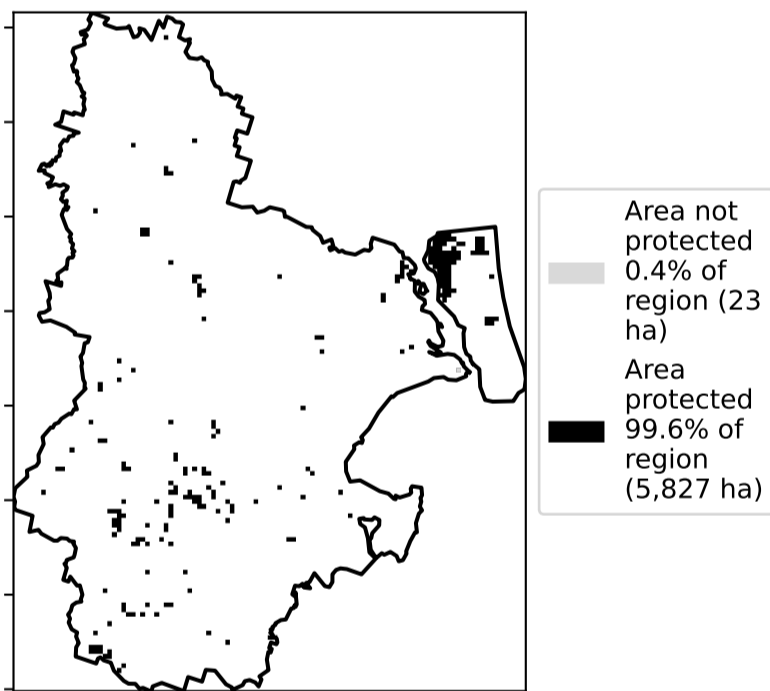 Area not
protected
0.4% of
region (23
ha)
Area
protected
99.6% of
region
(5,827 ha)